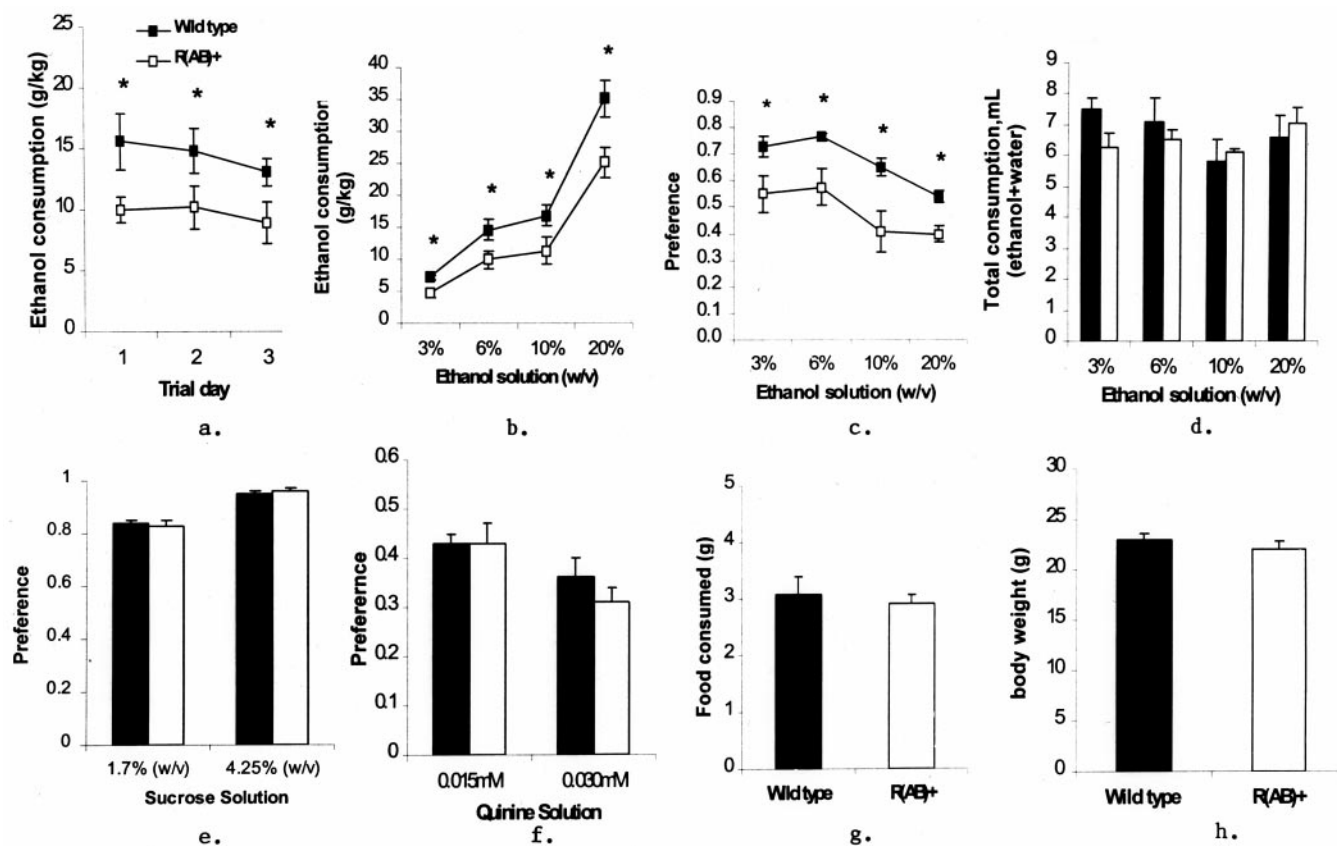 Ethanol consumption (g/kg)
25
20
15
10
5
0
Wild type
R(AB)+
*
*
*
1
2
3
Trial day
a.
Ethanol consumption
(g/kg)
40
35
30
25
20
15
10
5
0
*
*
*
*
3%
6%
10%
20%
Ethanol solution (w/v)
b.
Preference
0.9
0.8
0.7
0.6
0.5
0.4
0.3
0.2
0.1
0.0
*
*
*
*
3%
6%
10%
20%
Ethanol solution (w/v)
c.
Total consumption,mL
(ethanol+water)
9
8
7
6
5
4
3
2
1
0
3%
6%
10%
20%
Ethanol solution (w/v)
d.
Preference
1
0.8
0.6
0.4
0.2
0
1.7% (w/v)
4.25% (w/v)
Sucrose Solution
e.
Preference
0.6
0.5
0.4
0.3
0.2
0.1
0
0.015mM
0.030mM
Quinine Solution
f.
Food consumed (g)
5
4
3
2
1
0
Wild type
R(AB)+
g.
body weight (g)
30
25
20
15
10
5
0
Wild type
R(AB)+
h.